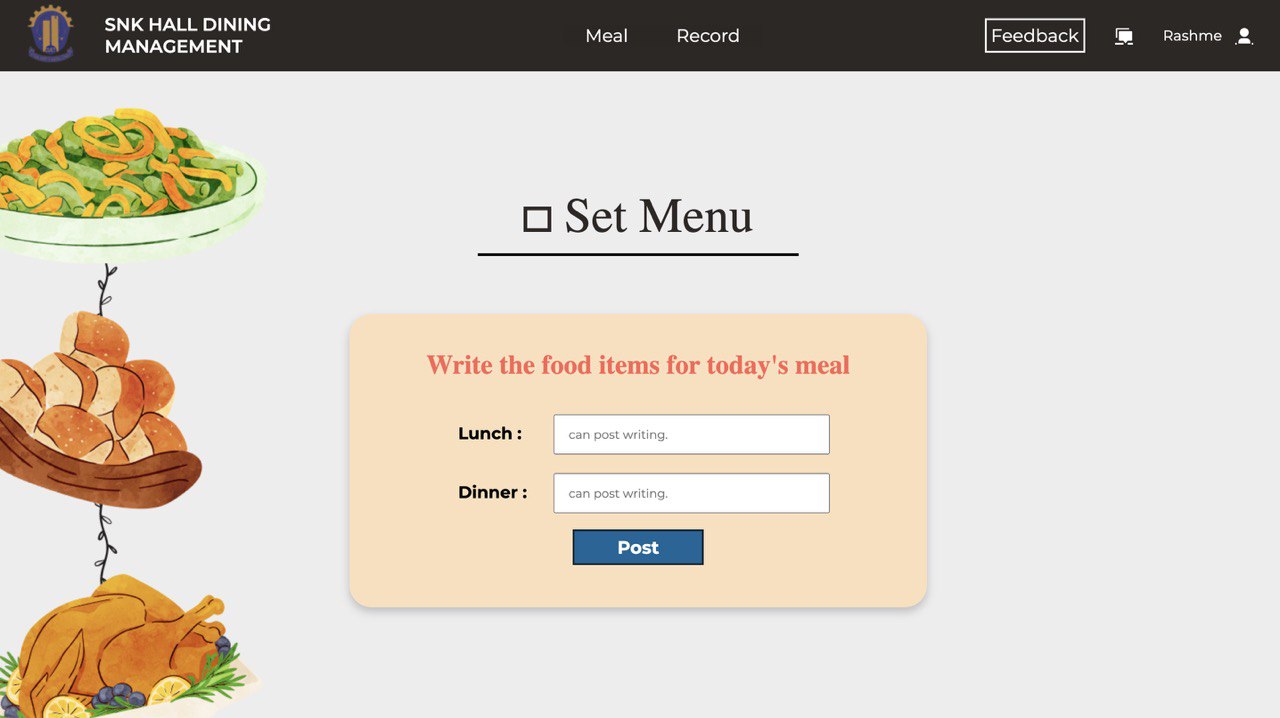 SNK HALL DINING
MANAGEMENT
Meal Record Feedback Rashme
Set Menu
Write the food items for today's meal
Lunch : can post writing.
Dinner : can post writing.
Post